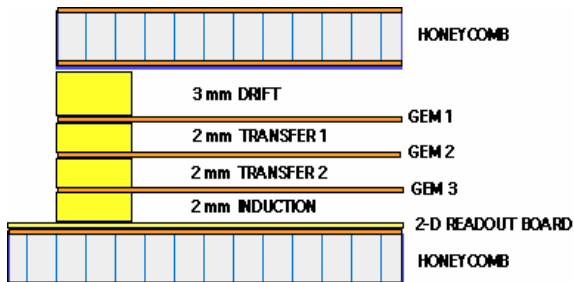 HONEYCOMB
3 mm DRIFT
GEM 1
2 mm TRANSFER 1
GEM 2
2 mm TRANSFER 2
GEM 3
2 mm INDUCTION
2-D READOUT BOARD
HONEYCOMB